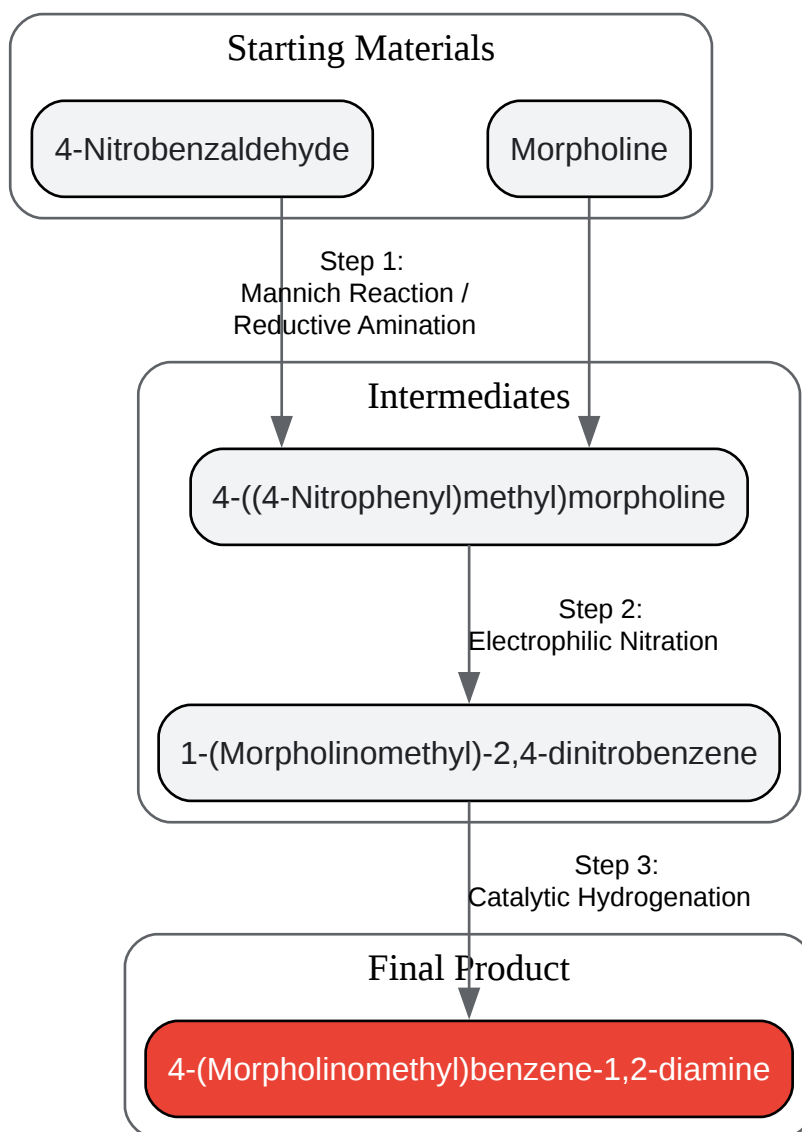 Starting Materials
4-Nitrobenzaldehyde
Morpholine
Step 1:
Mannich Reaction /
Reductive Amination
Intermediates
4-((4-Nitrophenyl)methyl)morpholine
Step 2:
Electrophilic Nitration
1-(Morpholinomethyl)-2,4-dinitrobenzene
Step 3:
Catalytic Hydrogenation
Final Product
4-(Morpholinomethyl)benzene-1,2-diamine